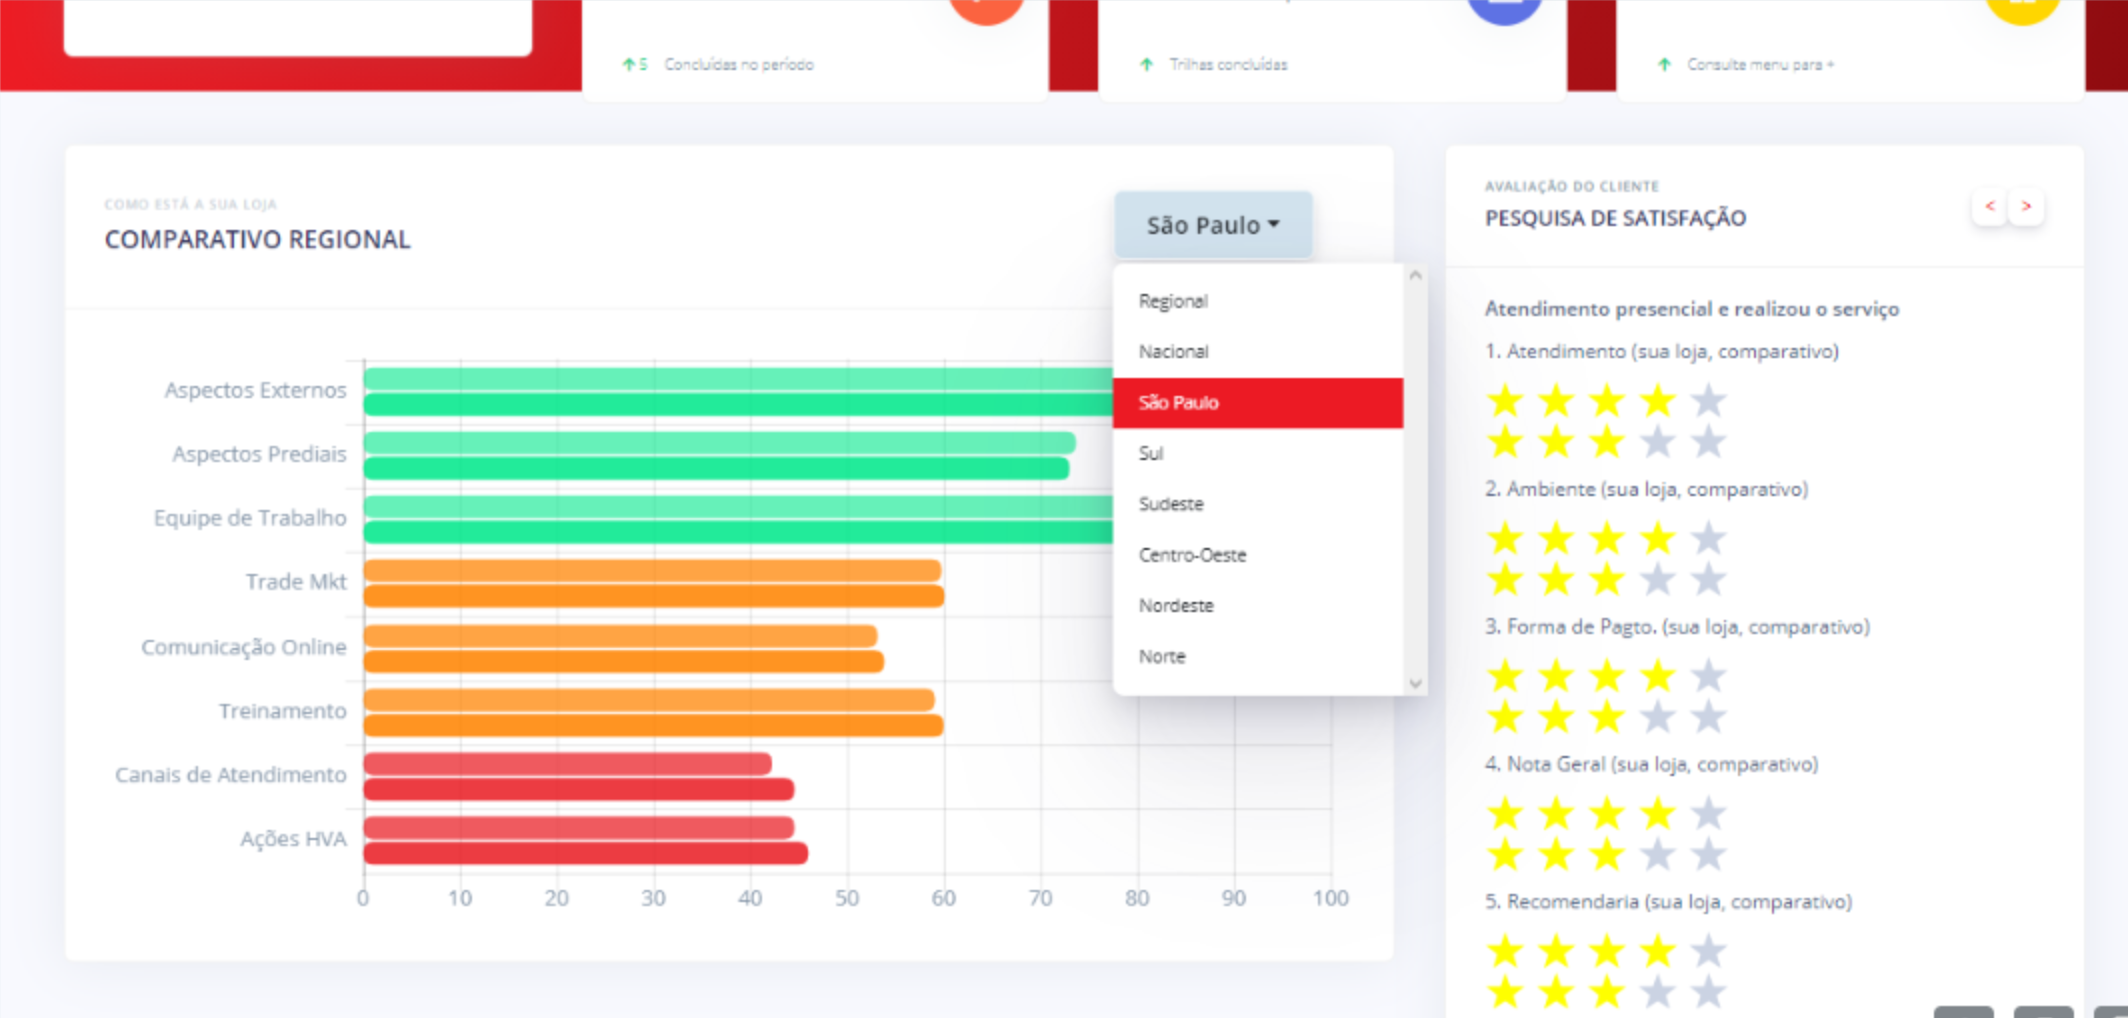 5 Concluídas no período
Trilhas concluídas
Consulte menu para +
COMO ESTÁ A SUA LOJA
COMPARATIVO REGIONAL
São Paulo
Regional
Nacional
São Paulo
Sul
Sudeste
Centro-Oeste
Nordeste
Norte
Aspectos Externos
Aspectos Prediais
Equipe de Trabalho
Trade Mkt
Comunicação Online
Treinamento
Canais de Atendimento
Ações HVA
0 10 20 30 40 50 60 70 80 90 100
AVALIAÇÃO DO CLIENTE
PESQUISA DE SATISFAÇÃO
< >
Atendimento presencial e realizou o serviço
1. Atendimento (sua loja, comparativo)
2. Ambiente (sua loja, comparativo)
3. Forma de Pagto. (sua loja, comparativo)
4. Nota Geral (sua loja, comparativo)
5. Recomendaria (sua loja, comparativo)